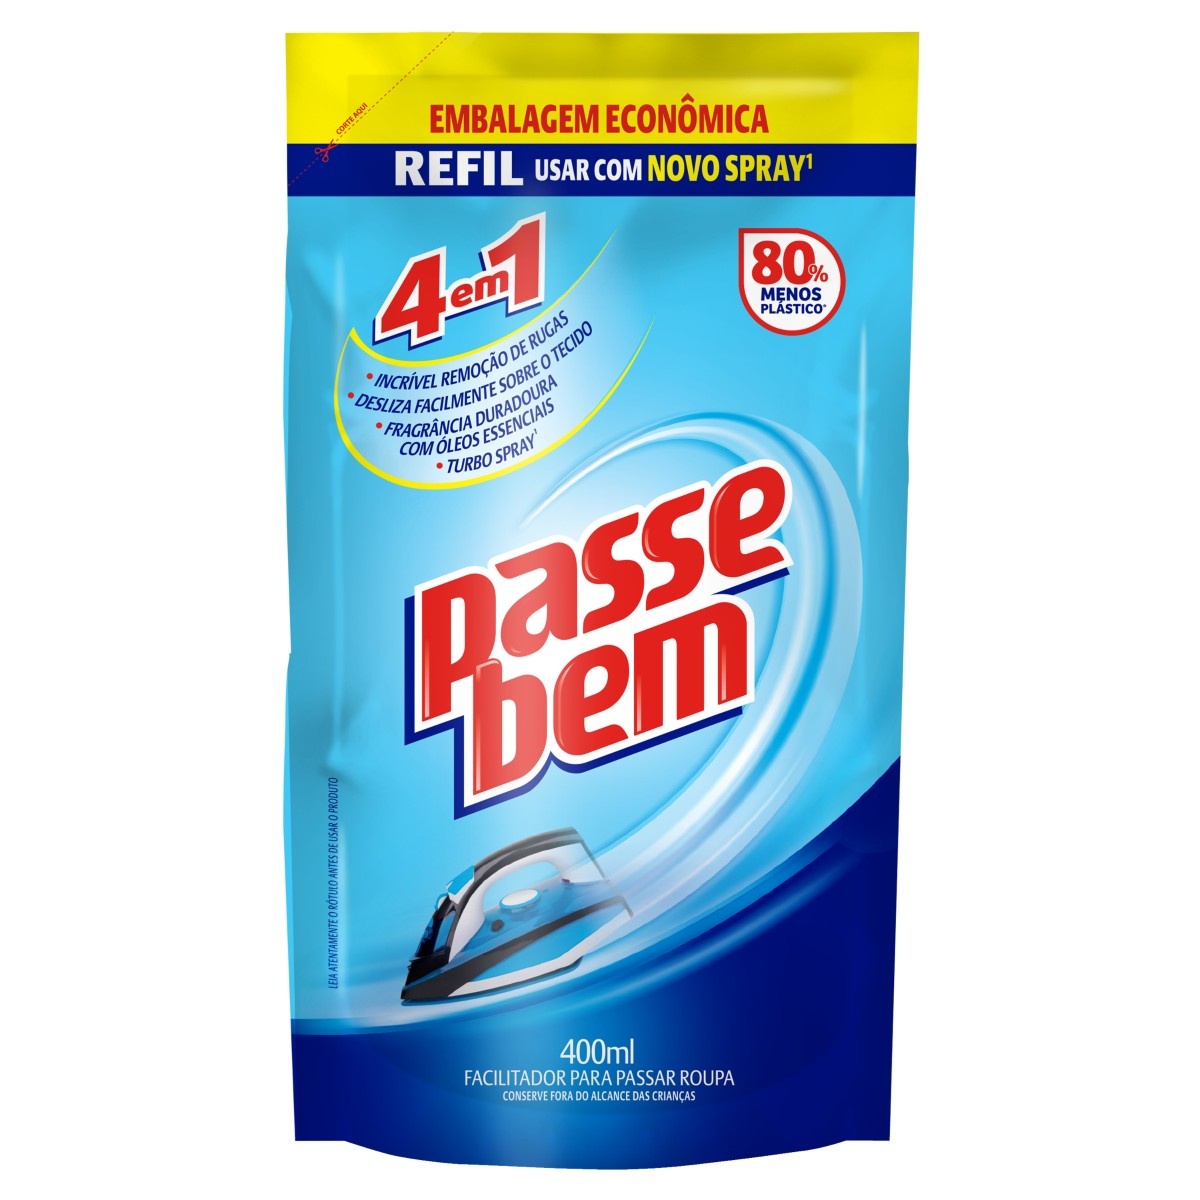 CORTE AQUI
EMBALAGEM ECONÔMICA
REFIL USAR COM NOVO SPRAY¹
4 em 1
• INCRÍVEL REMOÇÃO DE RUGAS
• DESLIZA FACILMENTE SOBRE O TECIDO
• FRAGRÂNCIA DURADOURA
COM ÓLEOS ESSENCIAIS
• TURBO SPRAY¹
80%
MENOS
PLÁSTICO*
passe
bem
LEIA ATENTAMENTE O RÓTULO ANTES DE USAR O PRODUTO
400ml
FACILITADOR PARA PASSAR ROUPA
CONSERVE FORA DO ALCANCE DAS CRIANÇAS